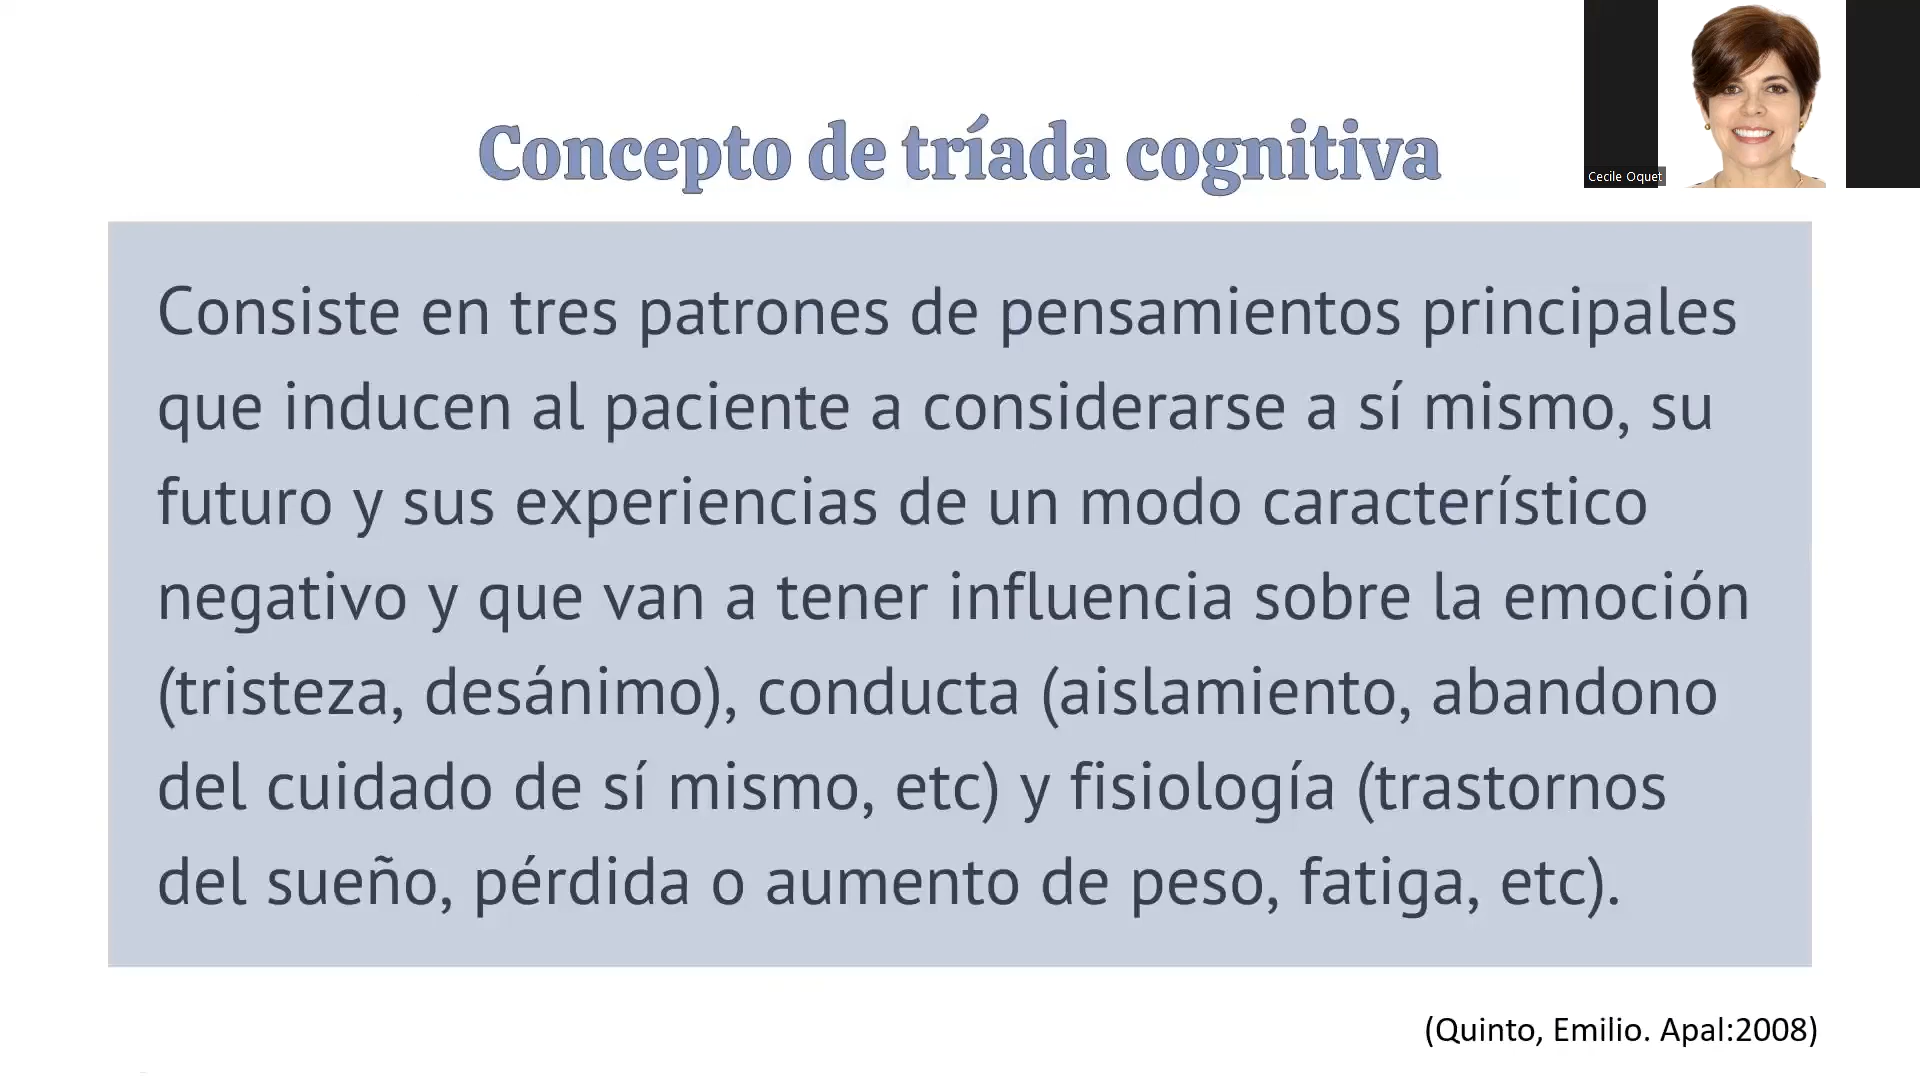 Concepto de tríada cognitiva
Cecile Oquet
Consiste en tres patrones de pensamientos principales
que inducen al paciente a considerarse a sí mismo, su
futuro y sus experiencias de un modo característico
negativo y que van a tener influencia sobre la emoción
(tristeza, desánimo), conducta (aislamiento, abandono
del cuidado de sí mismo, etc) y fisiología (trastornos
del sueño, pérdida o aumento de peso, fatiga, etc).
(Quinto, Emilio. Apal:2008)